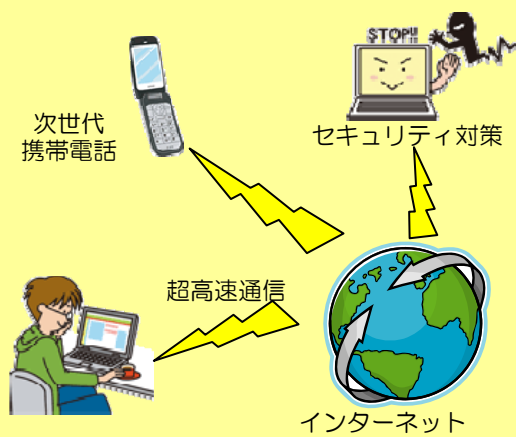 STOP!!
次世代
携帯電話
セキュリティ対策
超高速通信
インターネット